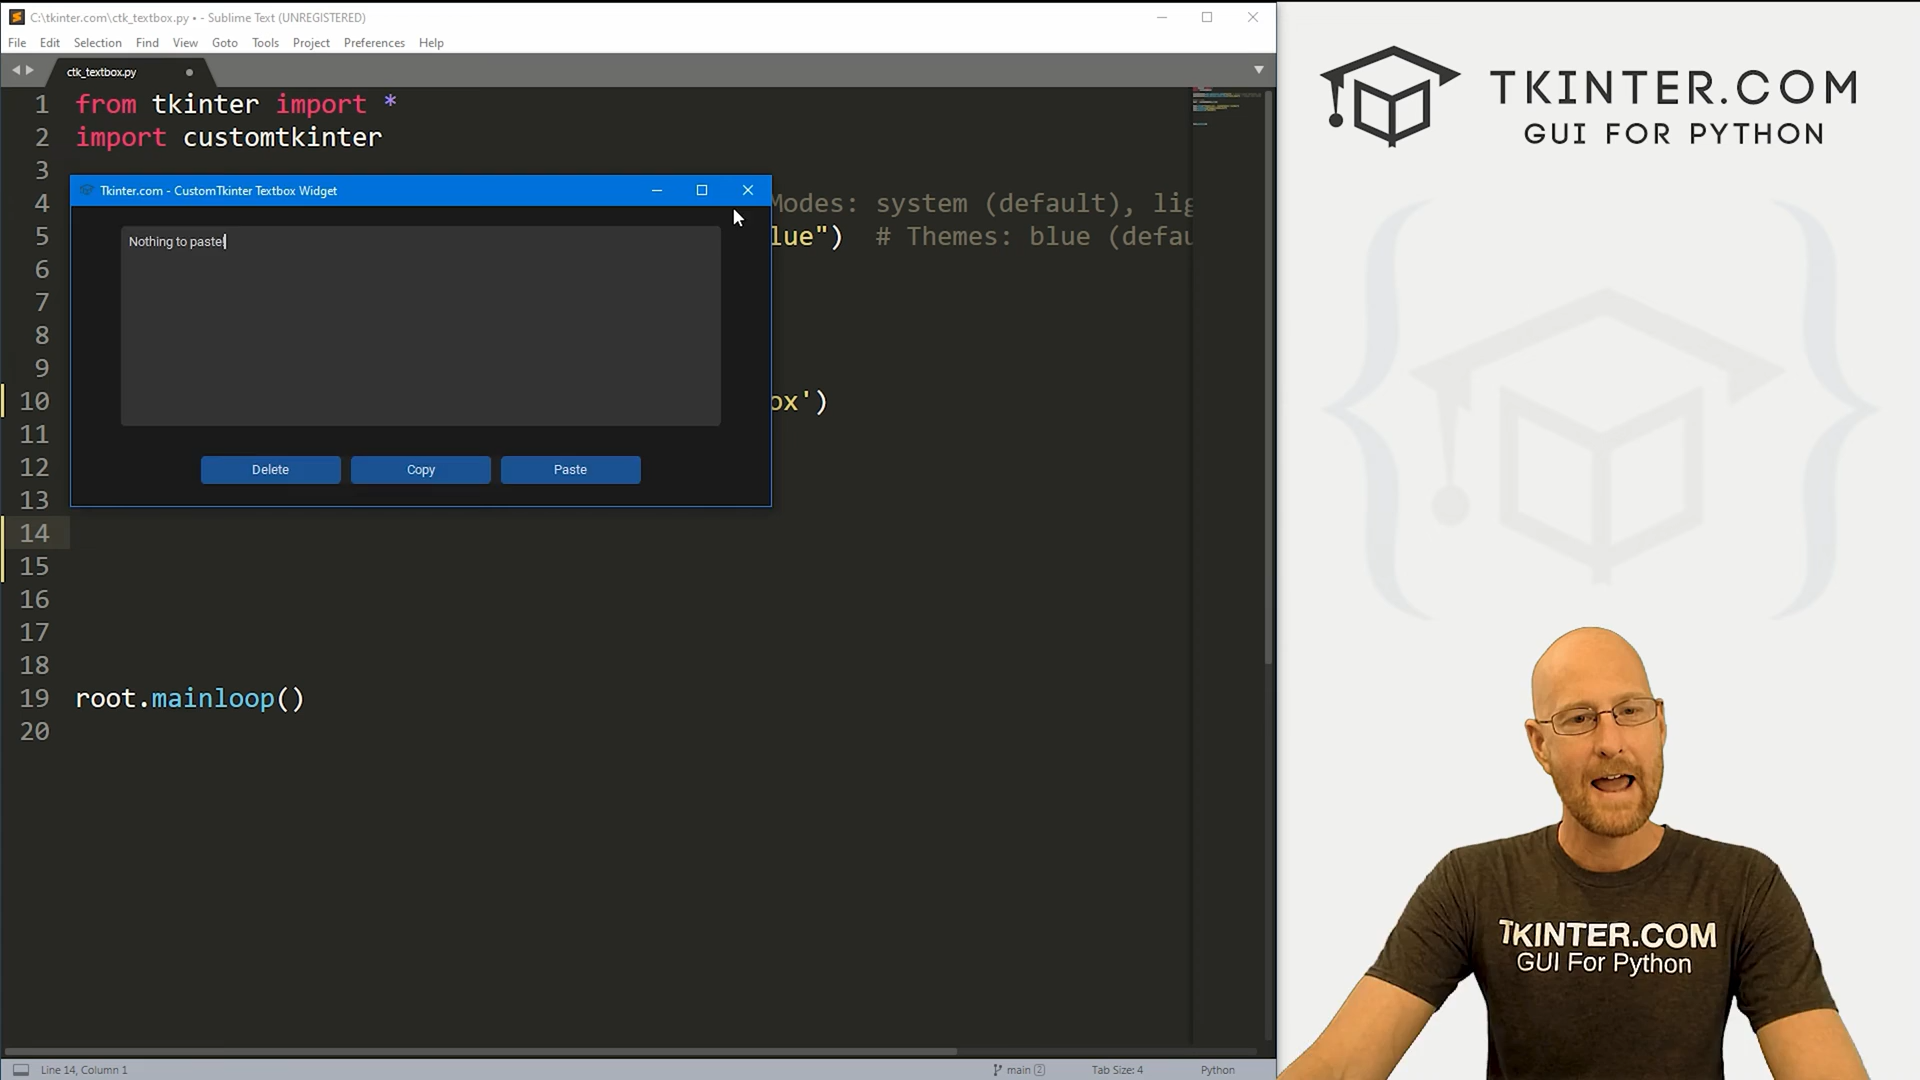 C:\tkinter.com\ctk_textbox.py • - Sublime Text (UNREGISTERED)
File Edit Selection Find View Goto Tools Project Preferences Help
ctk_textbox.py
1 from tkinter import *
2 import customtkinter
3
Tkinter.com - CustomTkinter Textbox Widget
4 Modes: system (default), lig
5 lue") # Themes: blue (defau
Nothing to paste
6
7
8
9
10 ox')
11
12
Delete Copy Paste
13
14
15
16
17
18
19 root.mainloop()
20
Line 14, Column 1 main 2 Tab Size: 4 Python
TKINTER.COM
GUI FOR PYTHON
TKINTER.COM
GUI For Python